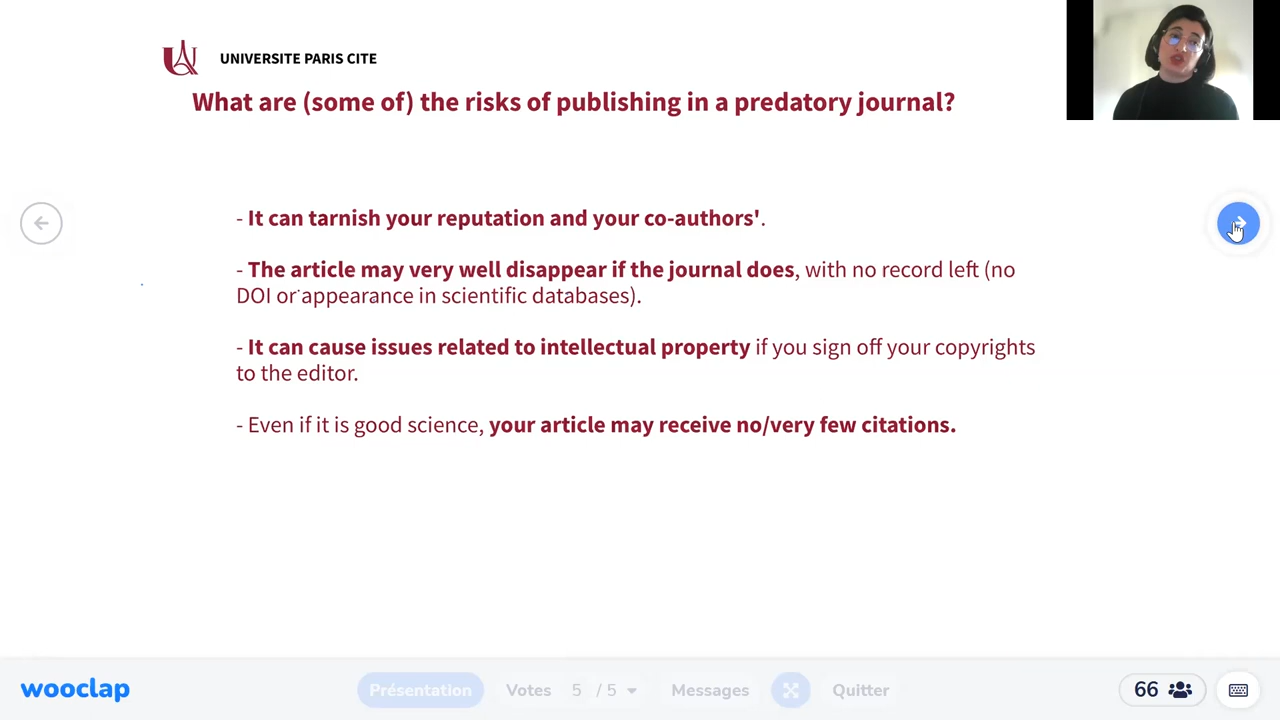 UNIVERSITE PARIS CITE
What are (some of) the risks of publishing in a predatory journal?
- It can tarnish your reputation and your co-authors'.
- The article may very well disappear if the journal does, with no record left (no
DOI or appearance in scientific databases).
- It can cause issues related to intellectual property if you sign off your copyrights
to the editor.
- Even if it is good science, your article may receive no/very few citations.
wooclap
Présentation
Votes 5 / 5
Messages
Quitter
66